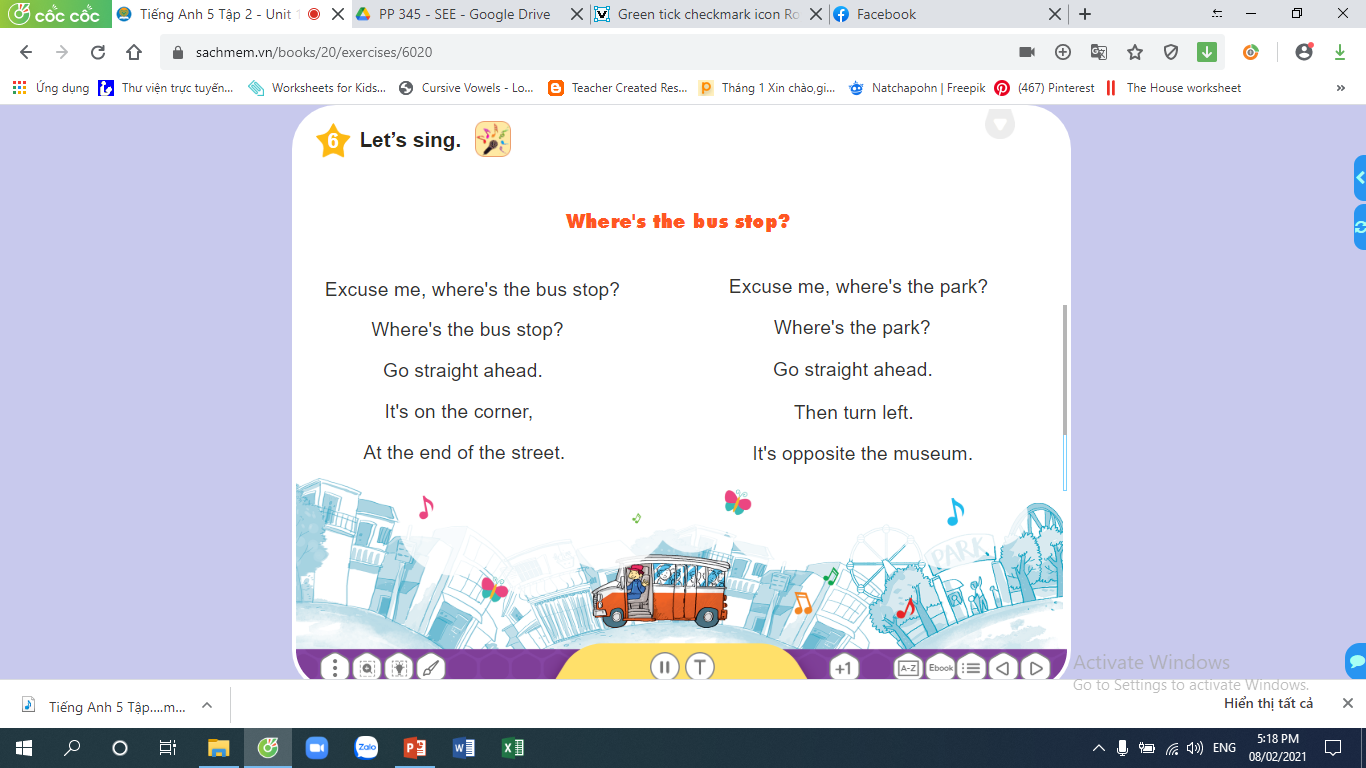 cốc cốc
Tiếng Anh 5 Tập 2 - Unit 1
PP 345 - SEE - Google Drive
Green tick checkmark icon Ro
Facebook
sachmem.vn/books/20/exercises/6020
Ứng dụng
Thư viện trực tuyến...
Worksheets for Kids...
Cursive Vowels - Lo...
Teacher Created Res...
Tháng 1 Xin chào,gi...
Natchapohn | Freepik
(467) Pinterest
The House worksheet
»
6 Let's sing.
Where's the bus stop?
Excuse me, where's the bus stop?
Where's the bus stop?
Go straight ahead.
It's on the corner,
At the end of the street.
Excuse me, where's the park?
Where's the park?
Go straight ahead.
Then turn left.
It's opposite the museum.
PARK
T
+1
A-Z
Ebook
Activate Windows
Go to Settings to activate Windows.
Tiếng Anh 5 Tập....m...
Hiển thị tất cả
Zalo
ENG
5:18 PM
08/02/2021